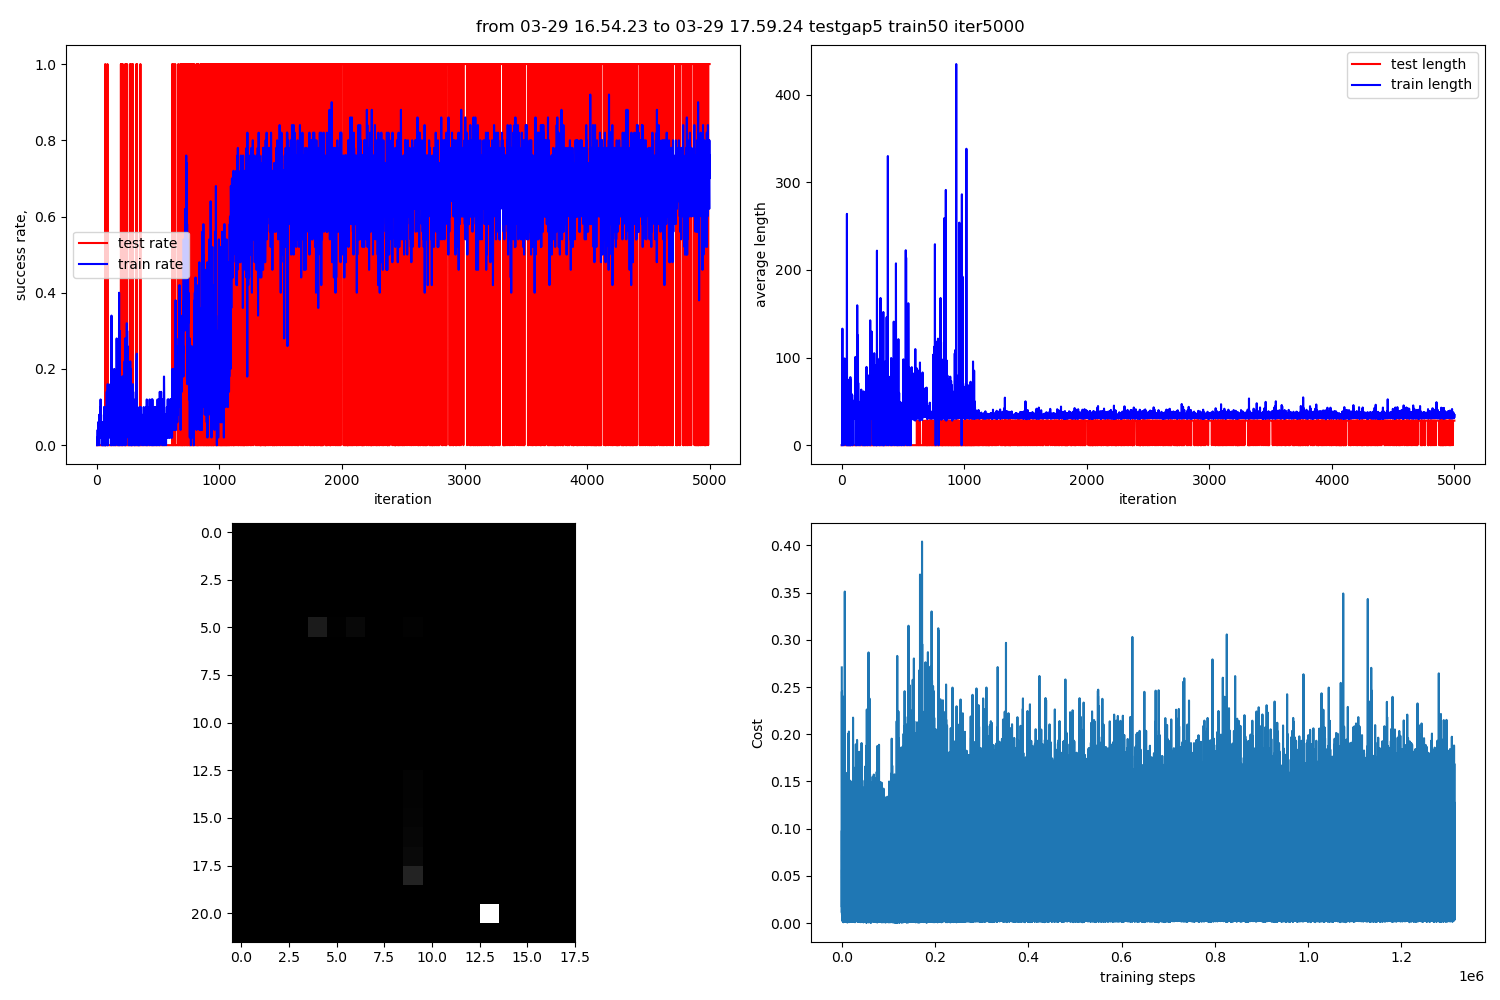 from 03-29 16.54.23 to 03-29 17.59.24 testgap5 train50 iter5000
1.0
0.8
0.6
0.4
0.2
0.0
success rate,
test rate
train rate
0 1000 2000 3000 4000 5000
iteration
400
300
200
100
0
average length
test length
train length
0 1000 2000 3000 4000 5000
iteration
0.0
2.5
5.0
7.5
10.0
12.5
15.0
17.5
20.0
0.0 2.5 5.0 7.5 10.0 12.5 15.0 17.5
0.40
0.35
0.30
0.25
0.20
0.15
0.10
0.05
0.00
Cost
0.0 0.2 0.4 0.6 0.8 1.0 1.2
training steps
1e6